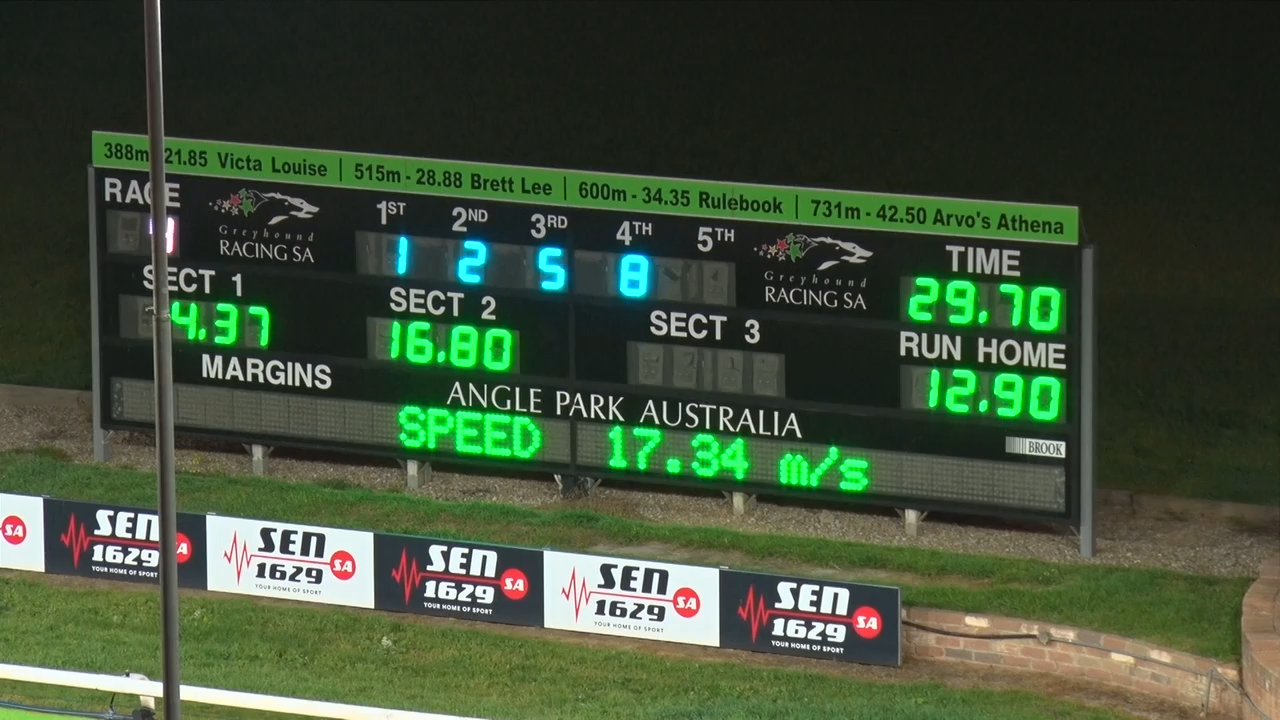 388m 21.85 Victa Louise | 515m - 28.88 Brett Lee | 600m - 34.35 Rulebook | 731m - 42.50 Arvo's Athena
RACE
Greyhound
RACING SA
1ST 2ND 3RD 4TH 5TH
1 2 5 8
Greyhound
RACING SA
TIME
29.70
SECT 1
4.37
SECT 2
16.80
SECT 3
RUN HOME
12.90
MARGINS
ANGLE PARK AUSTRALIA
SPEED 17.34 m/s
BROOK
SA
SEN
1629
SA
YOUR HOME OF SPORT
SEN
1629
SA
YOUR HOME OF SPORT
SEN
1629
SA
YOUR HOME OF SPORT
SEN
1629
SA
YOUR HOME OF SPORT
SEN
1629
SA
YOUR HOME OF SPORT